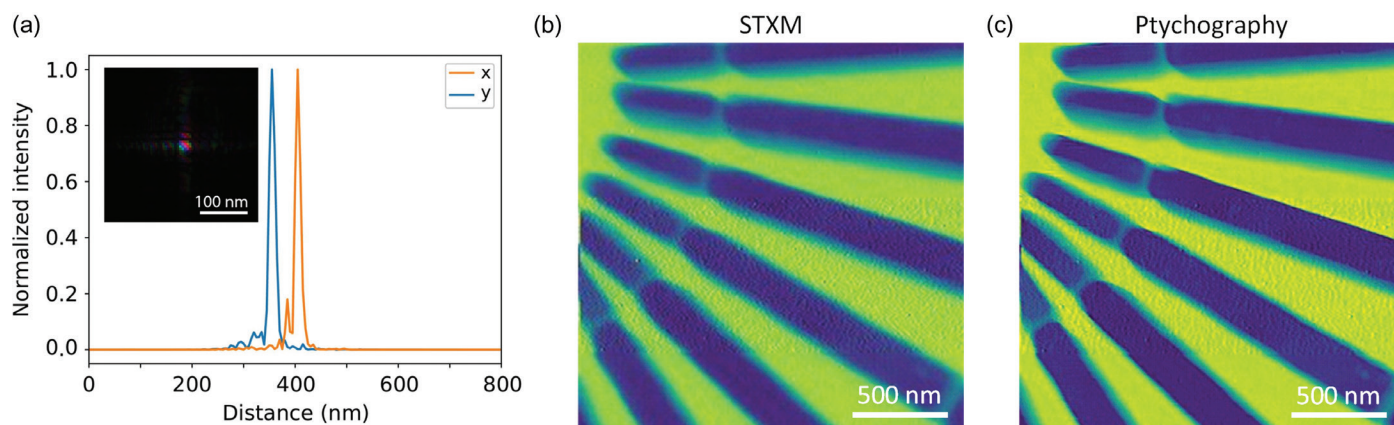 (a)
Normalized intensity
1.0
0.8
0.6
0.4
0.2
0.0
0
200
400
600
800
Distance (nm)
x
y
100 nm
(b)
STXM
500 nm
(c)
Ptychography
500 nm